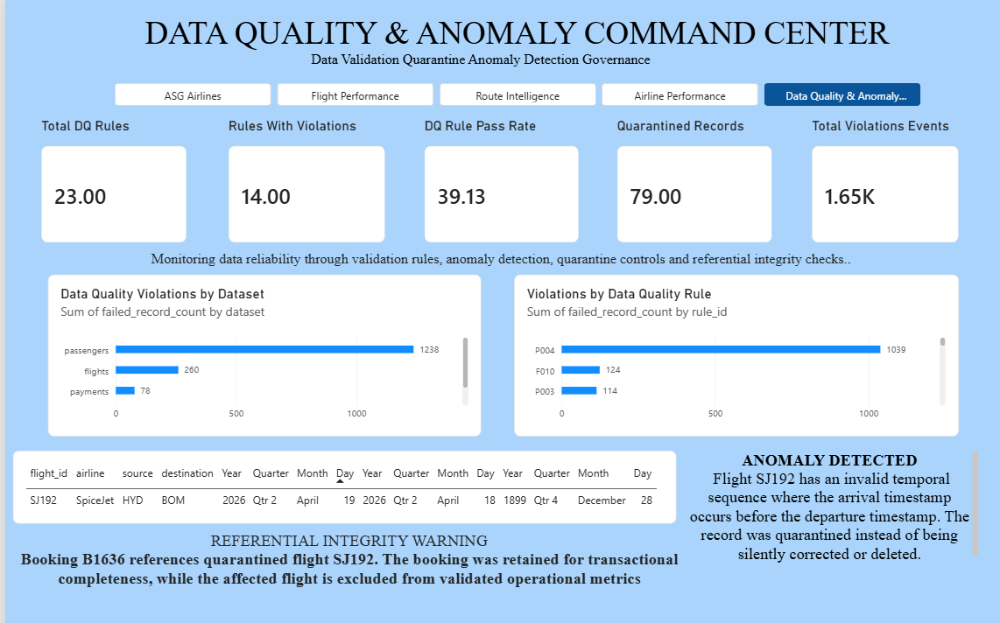 DATA QUALITY & ANOMALY COMMAND CENTER
Data Validation Quarantine Anomaly Detection Governance
ASG Airlines
Flight Performance
Route Intelligence
Airline Performance
Data Quality & Anomaly...
Total DQ Rules
Rules With Violations
DQ Rule Pass Rate
Quarantined Records
Total Violations Events
23.00
14.00
39.13
79.00
1.65K
Monitoring data reliability through validation rules, anomaly detection, quarantine controls and referential integrity checks..
Data Quality Violations by Dataset
Sum of failed_record_count by dataset
passengers 1238
flights 260
payments 78
0 500 1000
Violations by Data Quality Rule
Sum of failed_record_count by rule_id
P004 1039
F010 124
P003 114
0 500 1000
flight_id airline source destination Year Quarter Month Day Year Quarter Month Day Year Quarter Month Day
SJ192 SpiceJet HYD BOM 2026 Qtr 2 April 19 2026 Qtr 2 April 18 1899 Qtr 4 December 28
ANOMALY DETECTED
Flight SJ192 has an invalid temporal
sequence where the arrival timestamp
occurs before the departure timestamp. The
record was quarantined instead of being
silently corrected or deleted.
REFERENTIAL INTEGRITY WARNING
Booking B1636 references quarantined flight SJ192. The booking was retained for transactional
completeness, while the affected flight is excluded from validated operational metrics